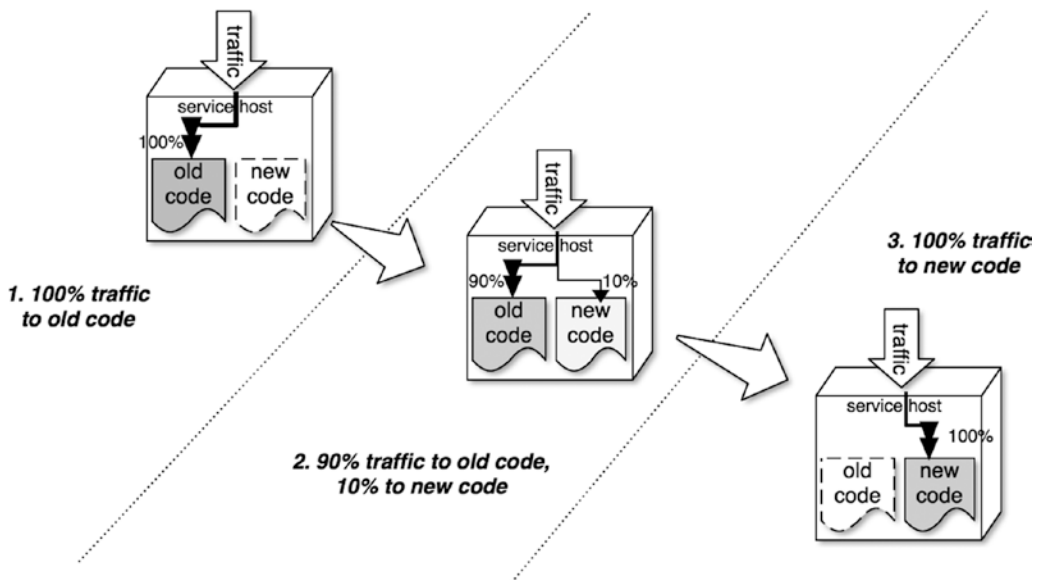 traffic
service host
100%
old
code
new
code
1. 100% traffic
to old code
traffic
service host
90%
10%
old
code
new
code
2. 90% traffic to old code,
10% to new code
3. 100% traffic
to new code
traffic
service host
100%
old
code
new
code